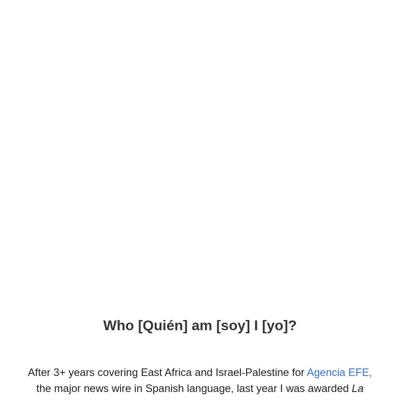 Who [Quién] am [soy] I [yo]?
After 3+ years covering East Africa and Israel-Palestine for Agencia EFE,
the major news wire in Spanish language, last year I was awarded La